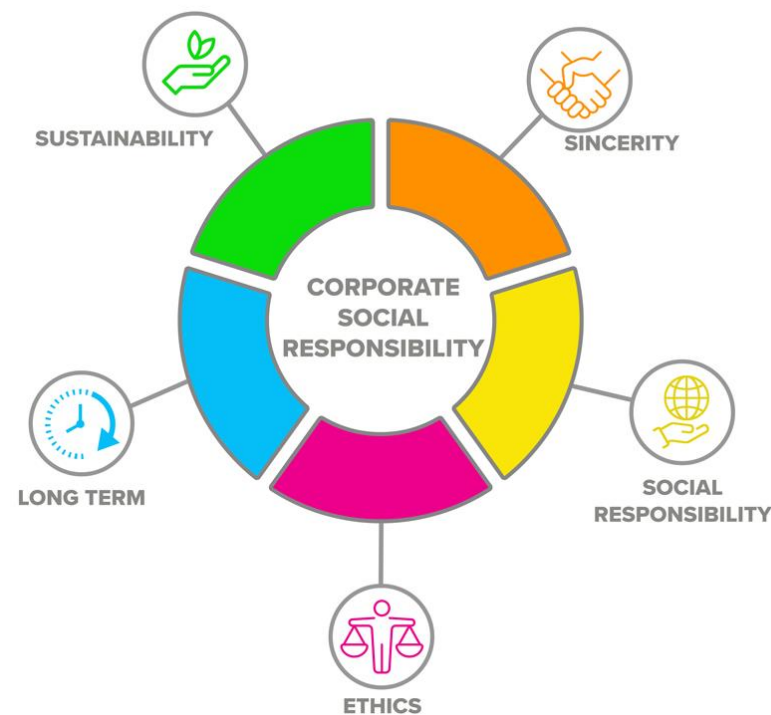 SUSTAINABILITY
SINCERITY
CORPORATE
SOCIAL
RESPONSIBILITY
LONG TERM
SOCIAL
RESPONSIBILITY
ETHICS